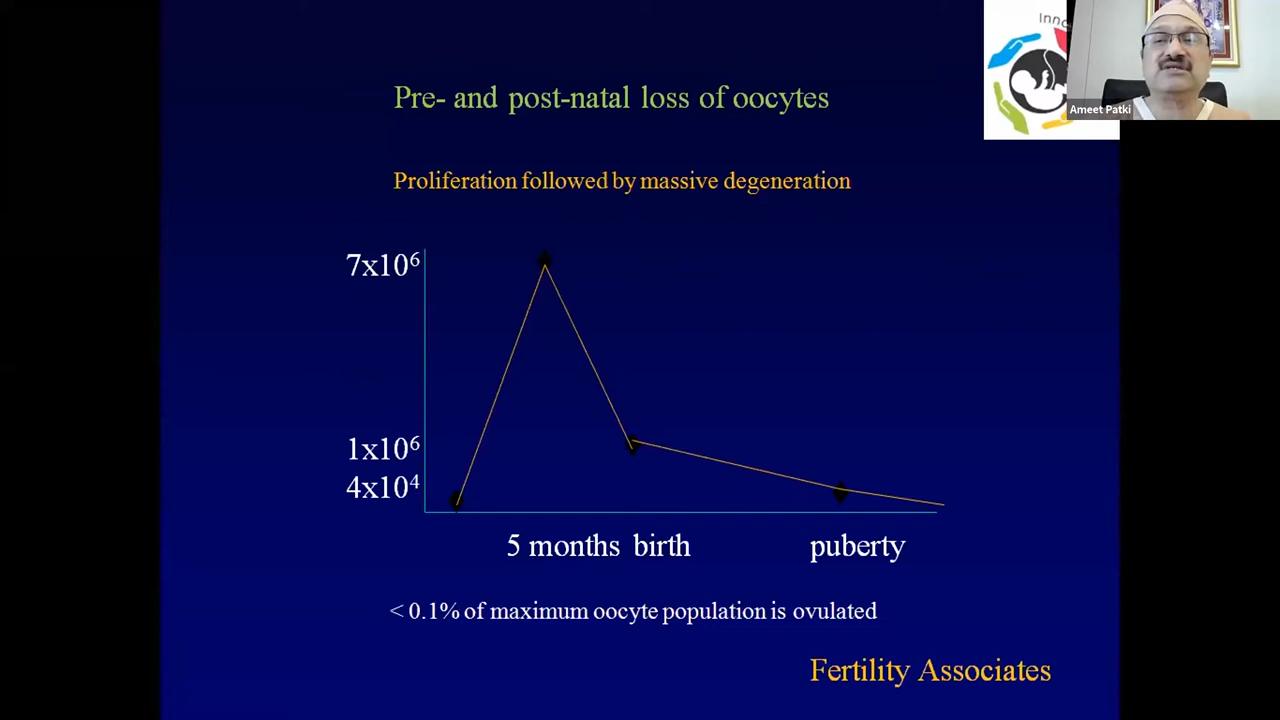 Pre- and post-natal loss of oocytes
Ameet Patki
Proliferation followed by massive degeneration
7x10⁶
1x10⁶
4x10⁴
5 months birth puberty
< 0.1% of maximum oocyte population is ovulated
Fertility Associates